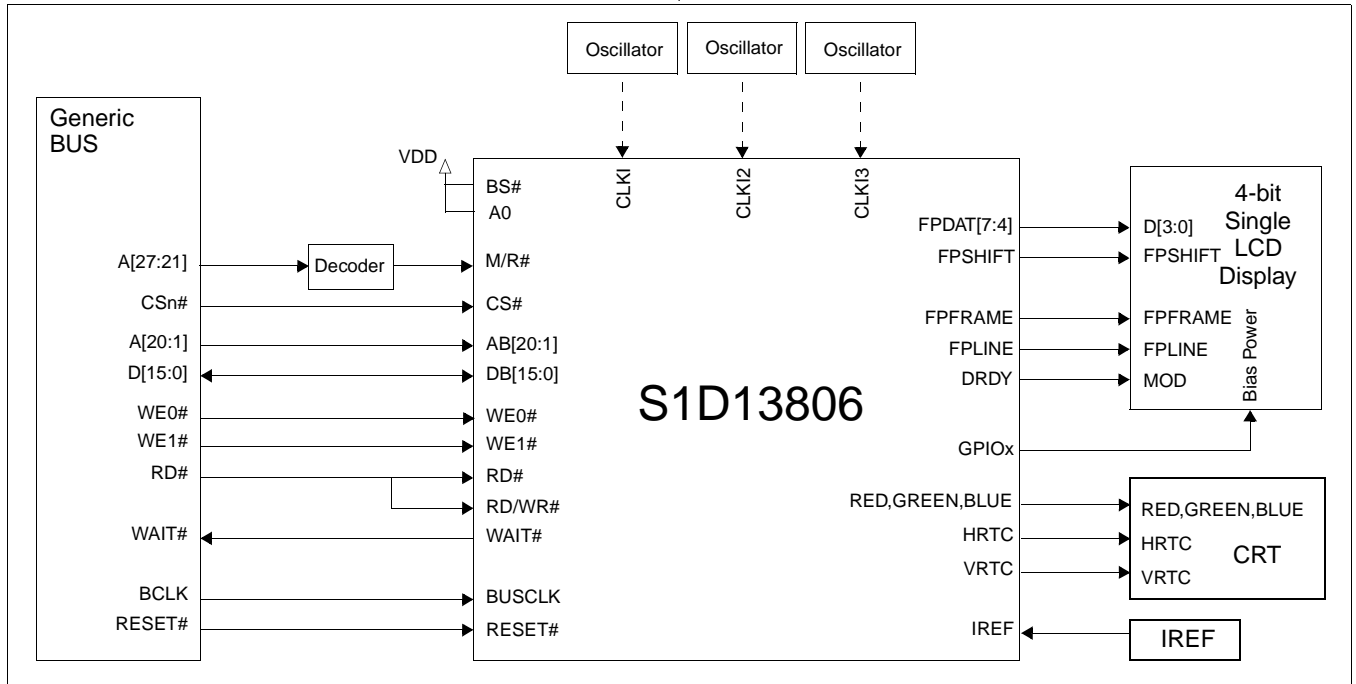 Oscillator
Oscillator
Oscillator
Generic
BUS
VDD
BS#
A0
CLKI
CLKI2
CLKI3
4-bit
Single
LCD
Display
FPDAT[7:4]
D[3:0]
FPSHIFT
FPSHIFT
A[27:21]
Decoder
M/R#
CSn#
CS#
FPFRAME
FPFRAME
A[20:1]
AB[20:1]
FPLINE
FPLINE
D[15:0]
DB[15:0]
DRDY
MOD
Bias Power
S1D13806
WE0#
WE0#
WE1#
WE1#
GPIOx
RD#
RD#
RD/WR#
RED,GREEN,BLUE
RED,GREEN,BLUE
WAIT#
WAIT#
HRTC
HRTC
CRT
VRTC
VRTC
BCLK
BUSCLK
RESET#
RESET#
IREF
IREF